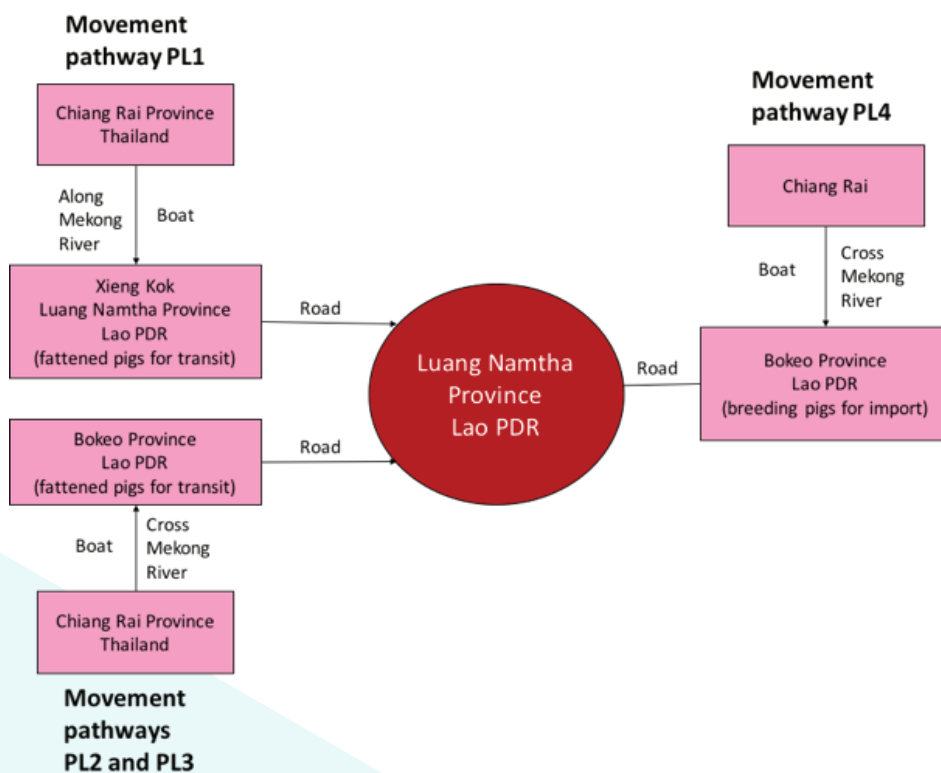 Movement
pathway PL1
Chiang Rai Province
Thailand
Along
Mekong
River
Boat
Xieng Kok
Luang Namtha Province
Lao PDR
(fattened pigs for transit)
Road
Bokeo Province
Lao PDR
(fattened pigs for transit)
Road
Boat
Cross
Mekong
River
Chiang Rai Province
Thailand
Movement
pathways
PL2 and PL3
Luang Namtha
Province
Lao PDR
Movement
pathway PL4
Chiang Rai
Boat
Cross
Mekong
River
Road
Bokeo Province
Lao PDR
(breeding pigs for import)